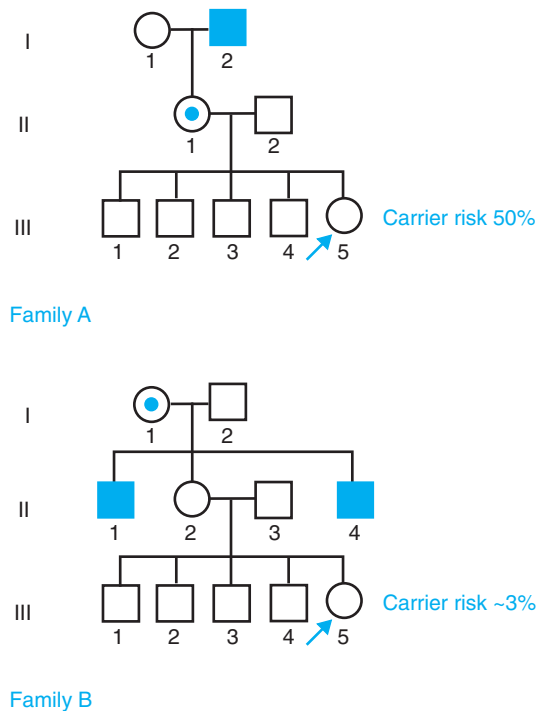 I
1 2
II
1 2
III
1 2 3 4 5
Carrier risk 50%
Family A
I
1 2
II
1 2 3 4
III
1 2 3 4 5
Carrier risk ~3%
Family B